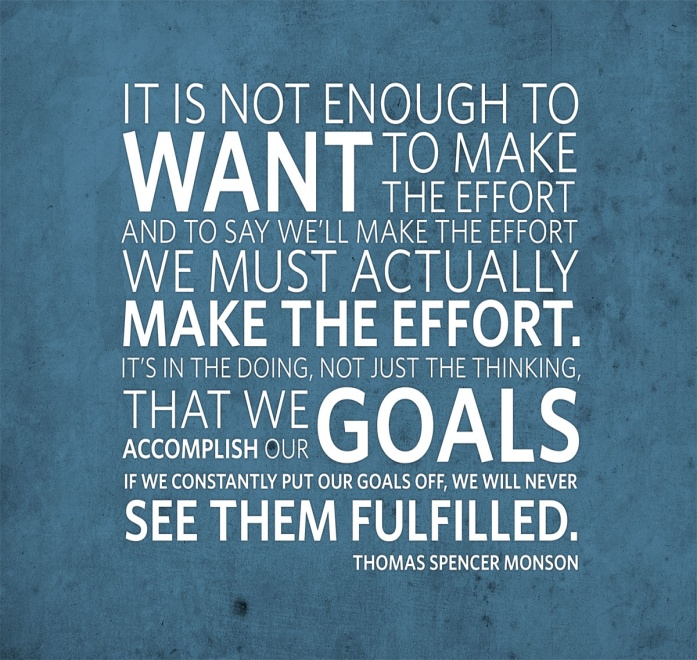 IT IS NOT ENOUGH TO
WANT TO MAKE
THE EFFORT
AND TO SAY WE'LL MAKE THE EFFORT
WE MUST ACTUALLY
MAKE THE EFFORT.
IT'S IN THE DOING, NOT JUST THE THINKING,
THAT WE GOALS
ACCOMPLISH OUR
IF WE CONSTANTLY PUT OUR GOALS OFF, WE WILL NEVER
SEE THEM FULFILLED.
THOMAS SPENCER MONSON